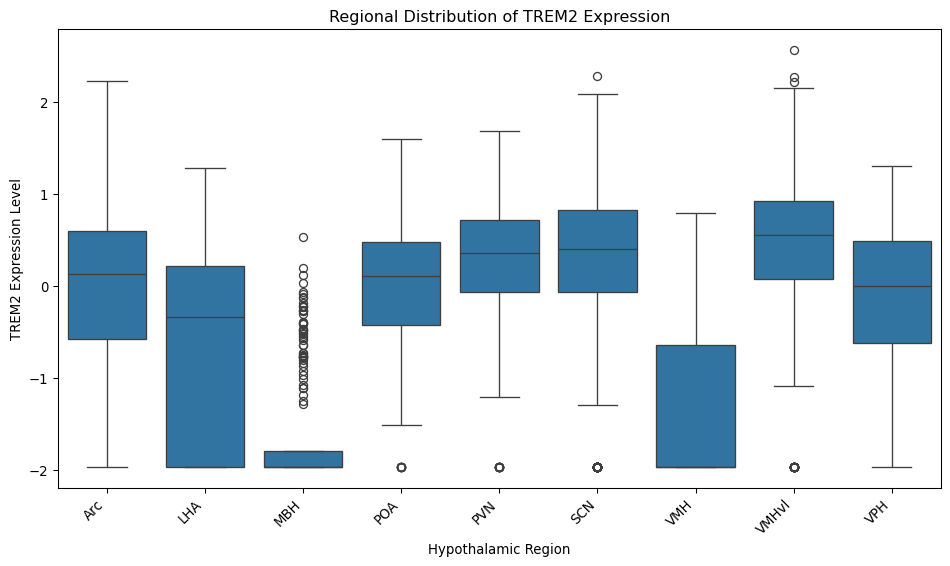 Regional Distribution of TREM2 Expression
TREM2 Expression Level
2
1
0
−1
−2
Arc
LHA
MBH
POA
PVN
SCN
VMH
VMHvl
VPH
Hypothalamic Region